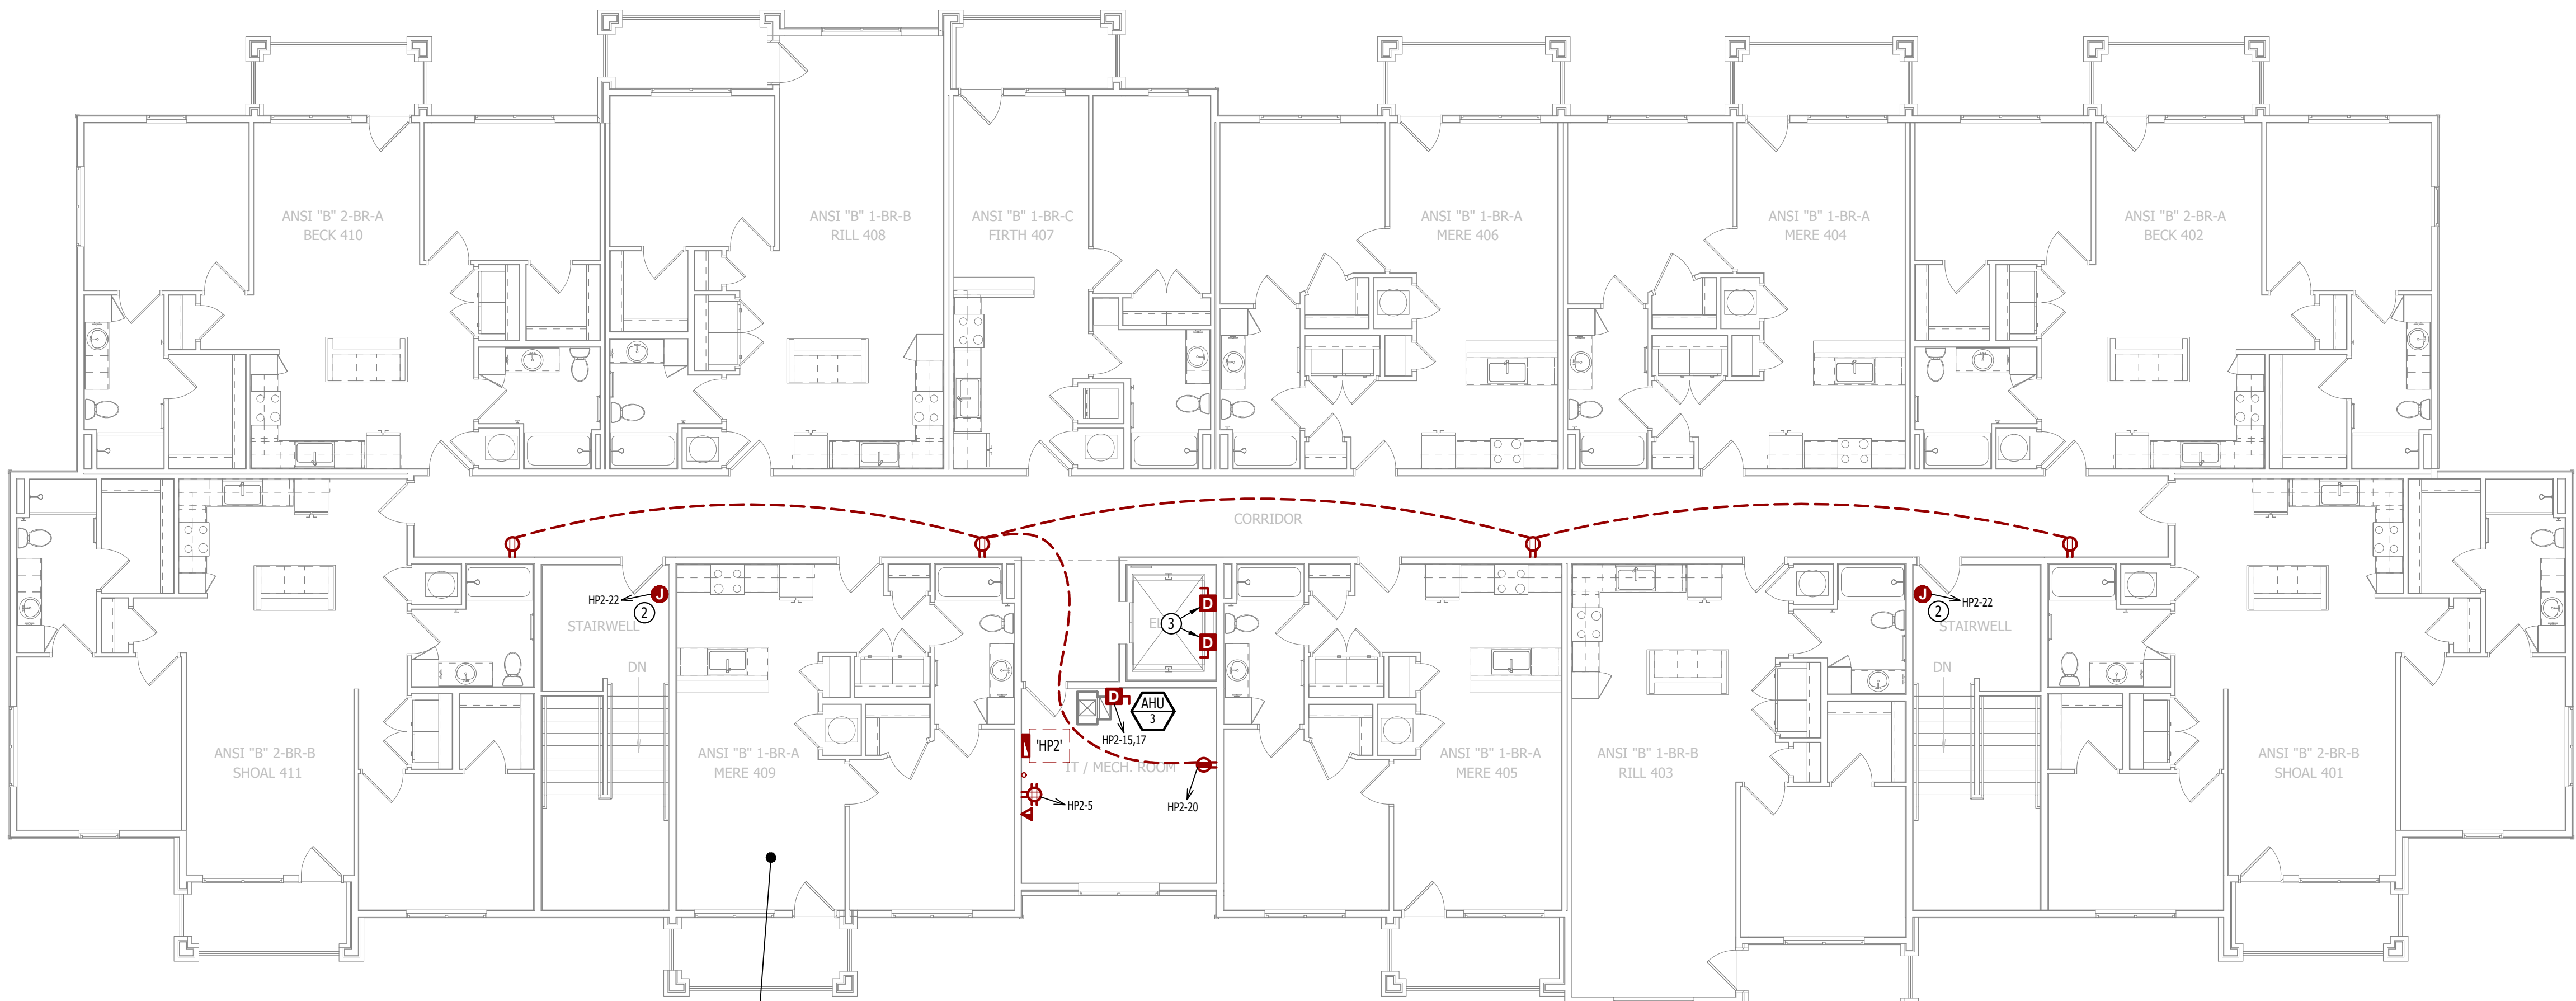 ANSI "B" 2-BR-A
BECK 410
ANSI "B" 1-BR-B
RILL 408
ANSI "B" 1-BR-C
FIRTH 407
ANSI "B" 1-BR-A
MERE 406
ANSI "B" 1-BR-A
MERE 404
ANSI "B" 2-BR-A
BECK 402
CORRIDOR
J
HP2-22
2
STAIRWELL
DN
D
3
D
J
HP2-22
2
STAIRWELL
DN
D
AHU
3
HP2-15,17
'HP2'
IT / MECH. ROOM
HP2-5
HP2-20
ANSI "B" 2-BR-B
SHOAL 411
ANSI "B" 1-BR-A
MERE 409
ANSI "B" 1-BR-A
MERE 405
ANSI "B" 1-BR-B
RILL 403
ANSI "B" 2-BR-B
SHOAL 401